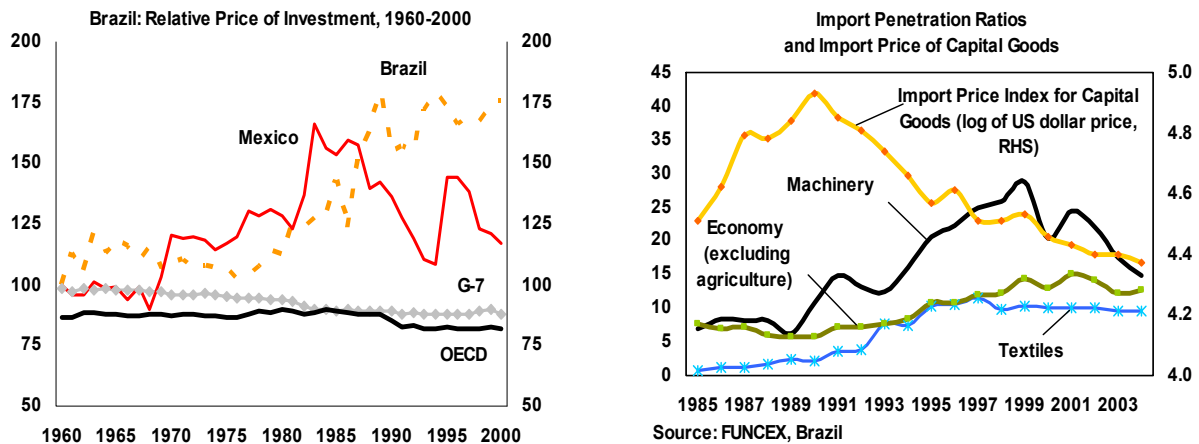 Brazil: Relative Price of Investment, 1960-2000
200
175
150
125
100
75
50
200
175
150
125
100
75
50
Brazil
Mexico
G-7
OECD
1960 1965 1970 1975 1980 1985 1990 1995 2000
Import Penetration Ratios
and Import Price of Capital Goods
45
40
35
30
25
20
15
10
5
0
5.0
4.8
4.6
4.4
4.2
4.0
Import Price Index for Capital
Goods (log of US dollar price,
RHS)
Machinery
Economy
(excluding
agriculture)
Textiles
1985 1987 1989 1991 1993 1995 1997 1999 2001 2003
Source: FUNCEX, Brazil